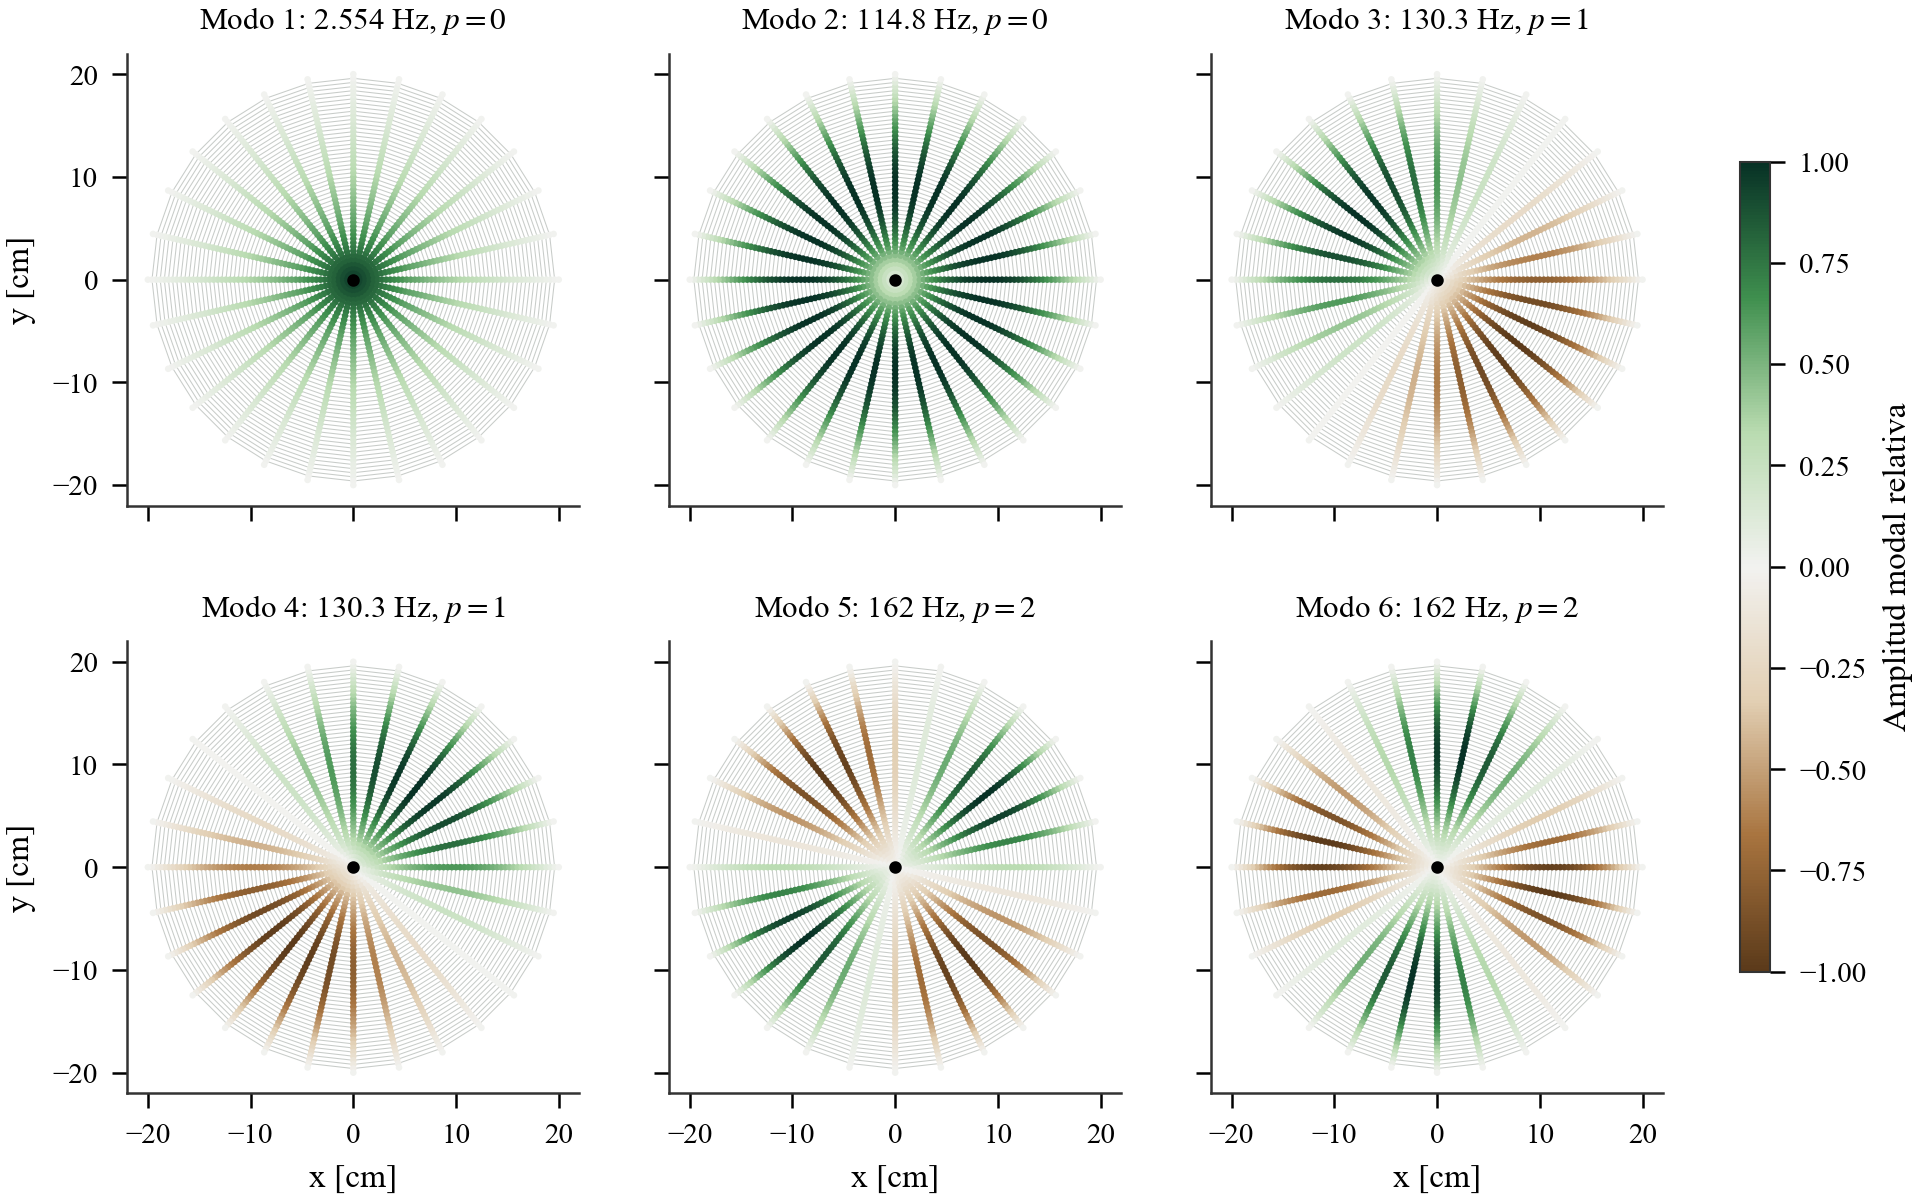 Modo 1: 2.554 Hz, p=0
Modo 2: 114.8 Hz, p=0
Modo 3: 130.3 Hz, p=1
20
10
0
−10
−20
y [cm]
Modo 4: 130.3 Hz, p=1
Modo 5: 162 Hz, p=2
Modo 6: 162 Hz, p=2
20
10
0
−10
−20
y [cm]
−20 −10 0 10 20
−20 −10 0 10 20
−20 −10 0 10 20
x [cm]
x [cm]
x [cm]
1.00
0.75
0.50
0.25
0.00
−0.25
−0.50
−0.75
−1.00
Amplitud modal relativa